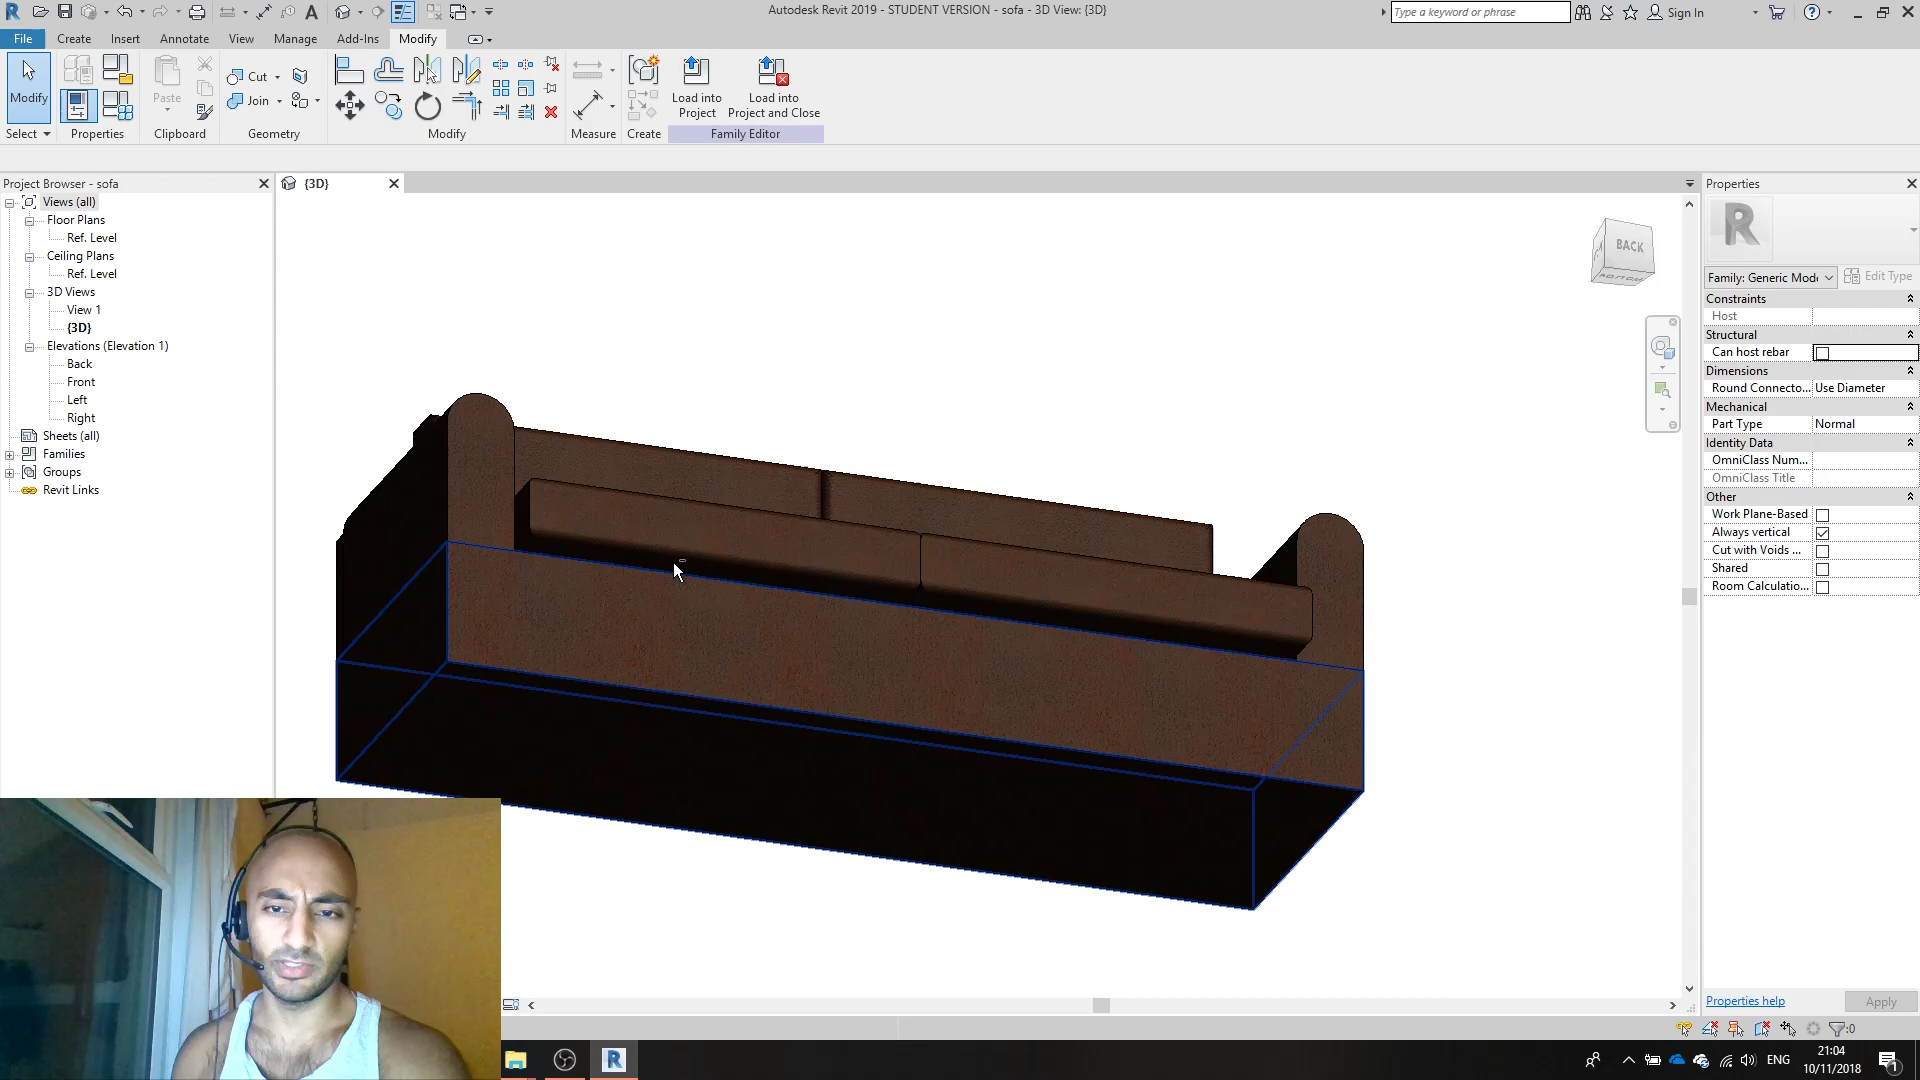 Autodesk Revit 2019 - STUDENT VERSION - sofa - 3D View: {3D}
Type a keyword or phrase
Sign In
File
Create
Insert
Annotate
View
Manage
Add-Ins
Modify
Modify
Paste
Cut
Join
Load into
Project
Load into
Project and Close
Select
Properties
Clipboard
Geometry
Modify
Measure
Create
Family Editor
Project Browser - sofa
{3D}
Properties
Views (all)
Floor Plans
Ref. Level
Ceiling Plans
Ref. Level
3D Views
View 1
{3D}
Elevations (Elevation 1)
Back
Front
Left
Right
Sheets (all)
Families
Groups
Revit Links
BACK
BOTTOM
Family: Generic Mode
Edit Type
Constraints
Host
Structural
Can host rebar
Dimensions
Round Connecto...
Use Diameter
Mechanical
Part Type
Normal
Identity Data
OmniClass Num...
OmniClass Title
Other
Work Plane-Based
Always vertical
Cut with Voids ...
Shared
Room Calculatio...
Properties help
Apply
:0
ENG
21:04
10/11/2018
1